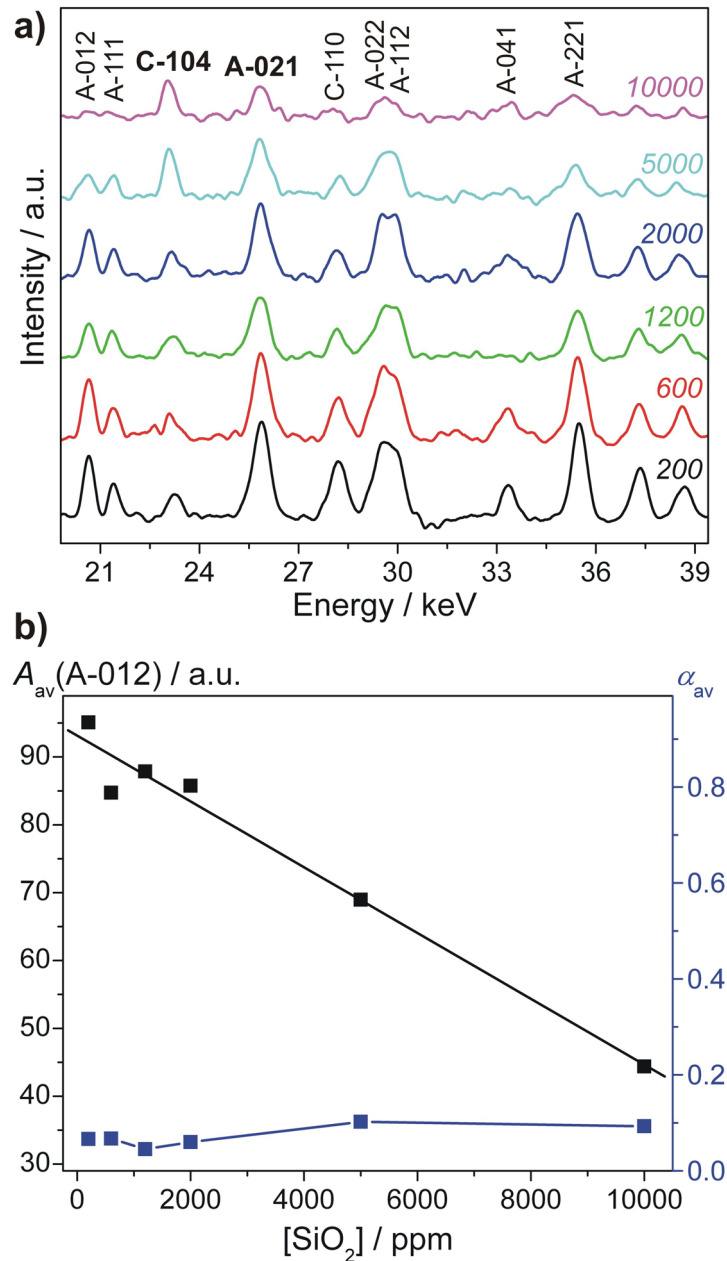 a)
A-012 A-111 C-104 A-021 C-110 A-022 A-112 A-041 A-221
10000
5000
2000
1200
600
200
Intensity / a.u.
21 24 27 30 33 36 39
Energy / keV
b)
A_av (A-012) / a.u. α_av
90
80
70
60
50
40
30
0.8
0.6
0.4
0.2
0.0
0 2000 4000 6000 8000 10000
[SiO₂] / ppm